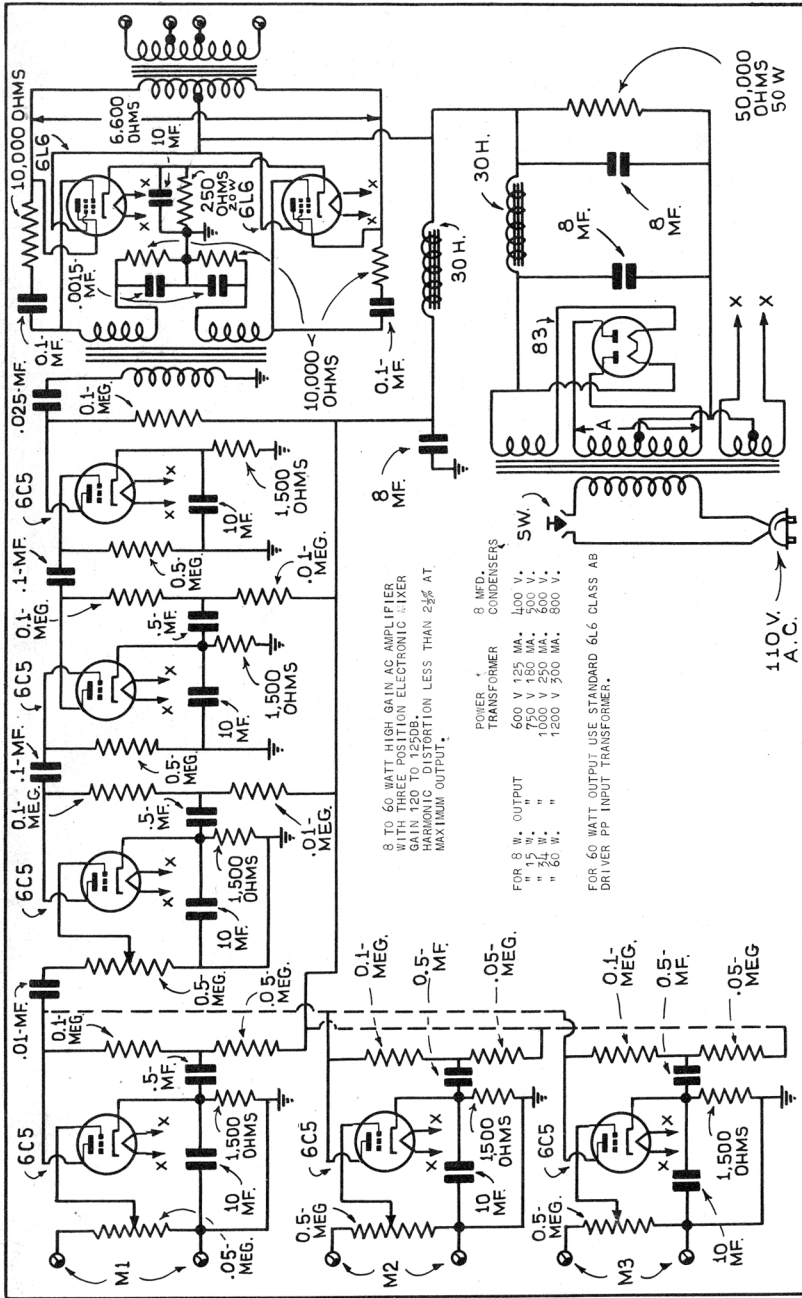 M1
.05-MEG.
6C5
10 MF.
1,500 OHMS
.5-MF.
0.1-MEG.
.05-MEG.
.01-MF.
0.5-MEG.
6C5
10 MF.
1,500 OHMS
.5-MF.
0.1-MEG.
.01-MEG.
.1-MF.
0.5-MEG.
6C5
10 MF.
1,500 OHMS
.5-MF.
0.1-MEG.
.01-MEG.
.1-MF.
0.5-MEG.
6C5
10 MF.
1,500 OHMS
0.1-MEG.
.025-MF.
0.1-MF.
10,000 OHMS
6L6
.0015-MF.
6,600 OHMS
10 MF.
250 OHMS
20W
6L6
10,000 OHMS
0.1-MF.
X
X
X
X
X
X
X
X
X
X
X
X
M2
0.5-MEG.
6C5
X
X
10 MF.
1500 OHMS
0.1-MEG.
0.5-MF.
.05-MEG.
M3
0.5-MEG.
6C5
X
X
10 MF.
1,500 OHMS
0.1-MEG.
0.5-MF.
.05-MEG
8 TO 60 WATT HIGH GAIN AC AMPLIFIER
WITH THREE POSITION ELECTRONIC MIXER
GAIN 120 TO 125DB.
HARMONIC DISTORTION LESS THAN 2½% AT
MAXIMUM OUTPUT.
POWER 8 MFD.
TRANSFORMER CONDENSERS
FOR 8 W. OUTPUT 600 V 125 MA. 400 V.
" 15 W. " 750 V 180 MA. 500 V.
" 34 W. " 1000 V 250 MA. 600 V.
" 60 W. " 1200 V 300 MA. 800 V.
FOR 60 WATT OUTPUT USE STANDARD 6L6 CLASS AB
DRIVER PP INPUT TRANSFORMER.
8 MF.
30 H.
30H.
83
A
8 MF.
8 MF.
50,000 OHMS
50 W
SW.
110 V. A.C.
X
X